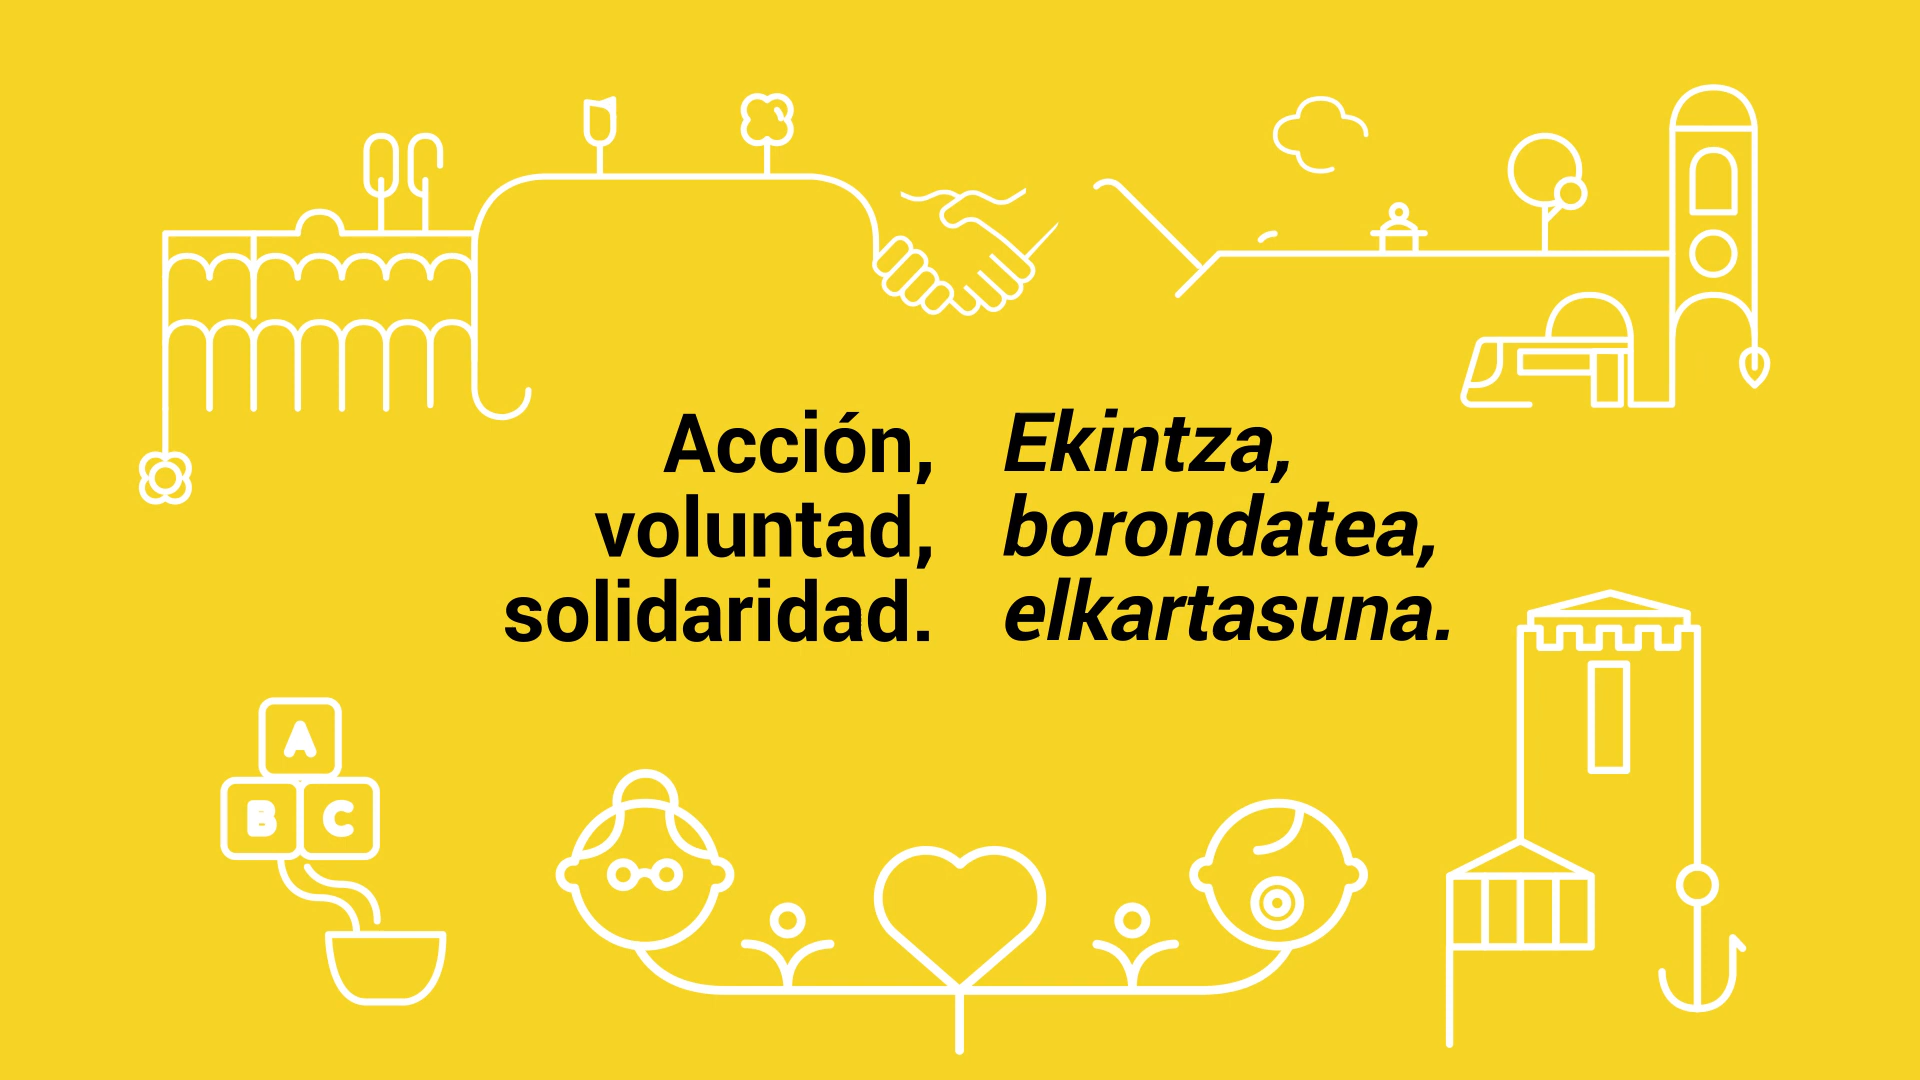 Acción,
voluntad,
solidaridad.
Ekintza,
borondatea,
elkartasuna.
A
B C